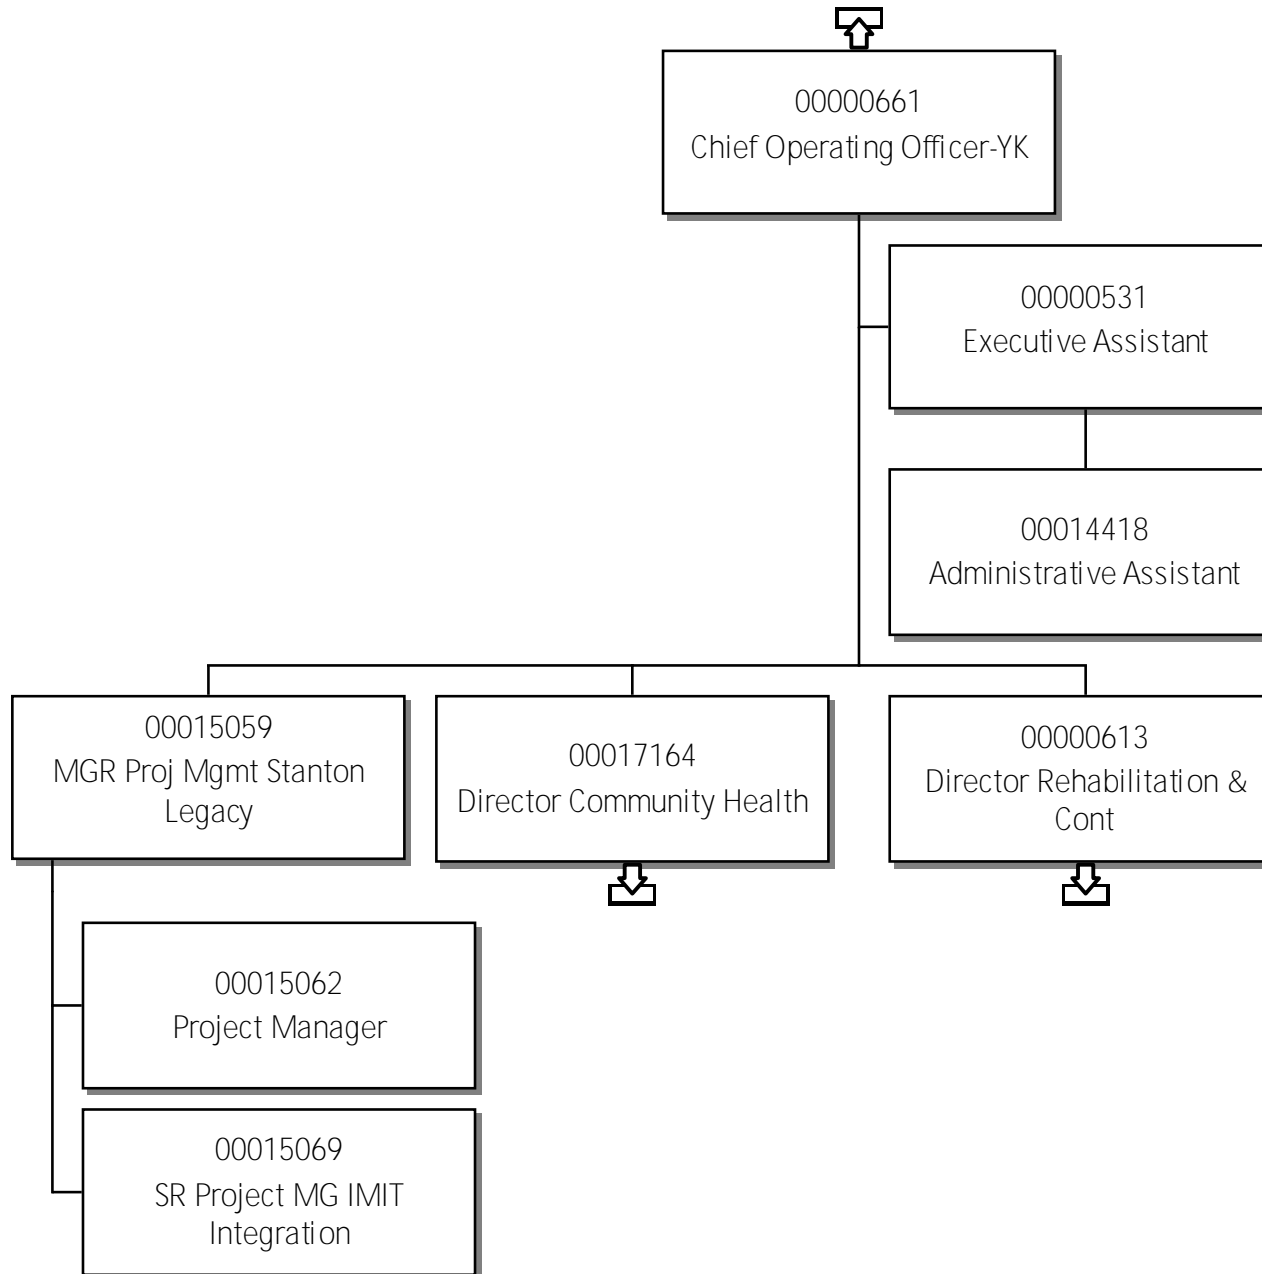 00000661
Chief Operating Officer-YK
00000531
Executive Assistant
00014418
Administrative Assistant
00015059
MGR Proj Mgmt Stanton
Legacy
00017164
Director Community Health
00000613
Director Rehabilitation &
Cont
00015062
Project Manager
00015069
SR Project MG IMIT
Integration